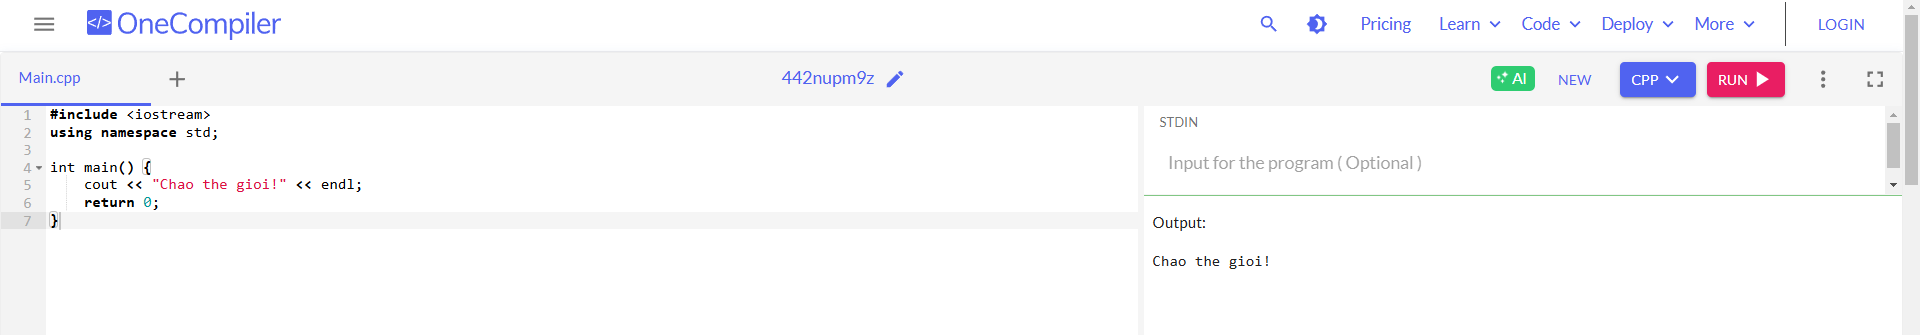 OneCompiler Pricing Learn Code Deploy More LOGIN
Main.cpp + 442nupm9z AI NEW CPP RUN
1 #include <iostream>
2 using namespace std;
3
4 int main() {
5 cout << "Chao the gioi!" << endl;
6 return 0;
7 }
STDIN
Input for the program ( Optional )
Output:
Chao the gioi!